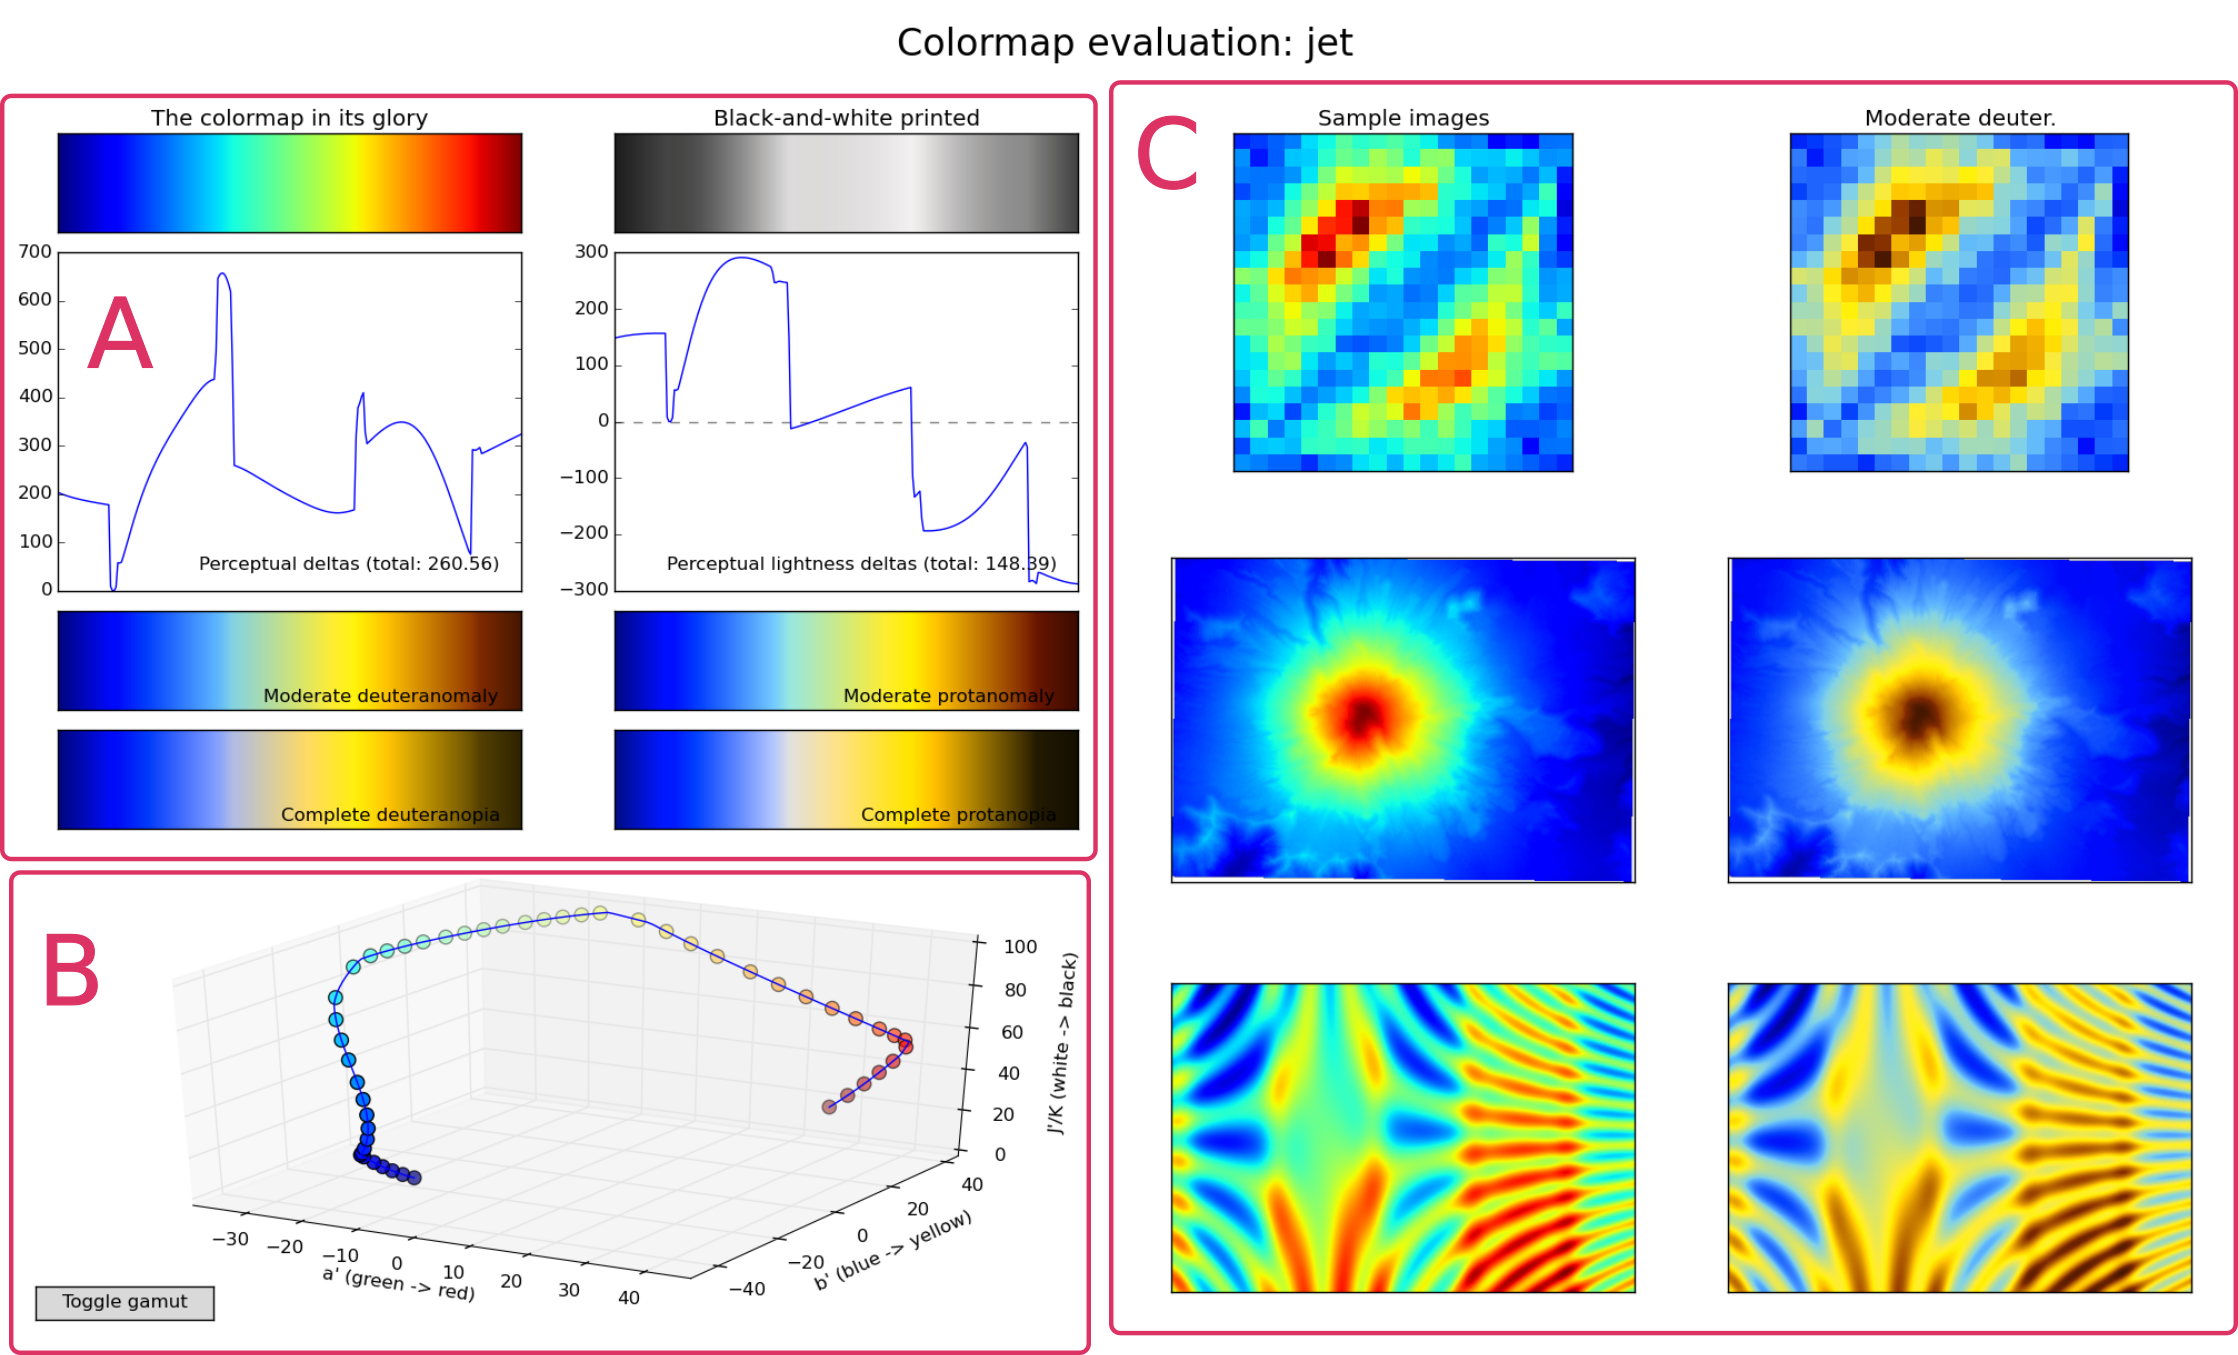 Colormap evaluation: jet
A
The colormap in its glory
700
600
500
400
300
200
100
0
Perceptual deltas (total: 260.56)
Black-and-white printed
300
200
100
0
−100
−200
−300
Perceptual lightness deltas (total: 148.39)
Moderate deuteranomaly
Moderate protanomaly
Complete deuteranopia
Complete protanopia
B
100
80
60
40
20
0
J'/K (white -> black)
−30
−20
−10
0
10
20
30
40
a' (green -> red)
−40
−20
0
20
40
b' (blue -> yellow)
Toggle gamut
C
Sample images
Moderate deuter.